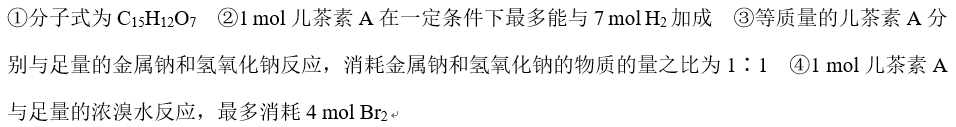 ①分子式为 C₁₅H₁₂O₇ ②1 mol 儿茶素 A 在一定条件下最多能与 7 mol H₂ 加成 ③等质量的儿茶素 A 分
别与足量的金属钠和氢氧化钠反应，消耗金属钠和氢氧化钠的物质的量之比为 1∶1 ④1 mol 儿茶素 A
与足量的浓溴水反应，最多消耗 4 mol Br₂↵